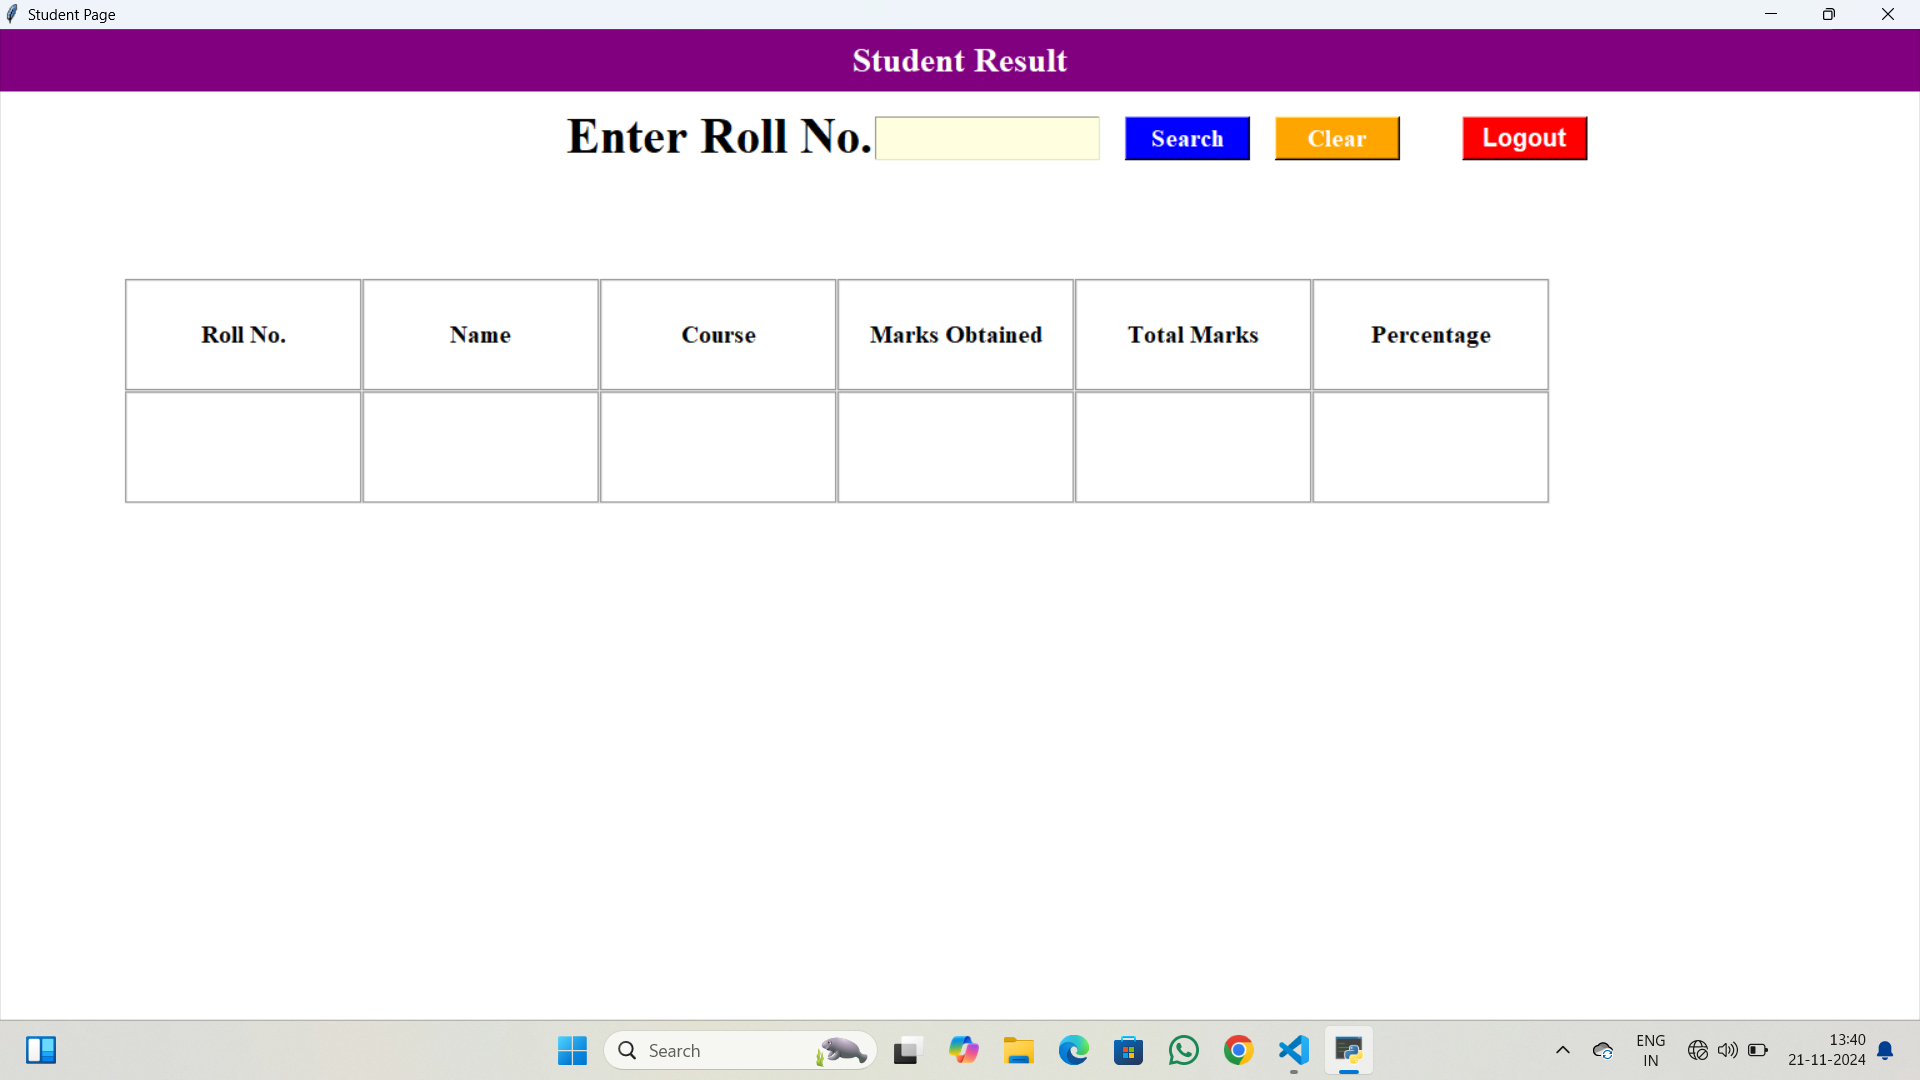 Student Page
Student Result
Enter Roll No. Search Clear Logout
Roll No. Name Course Marks Obtained Total Marks Percentage
Search ENG 13:40
IN 21-11-2024